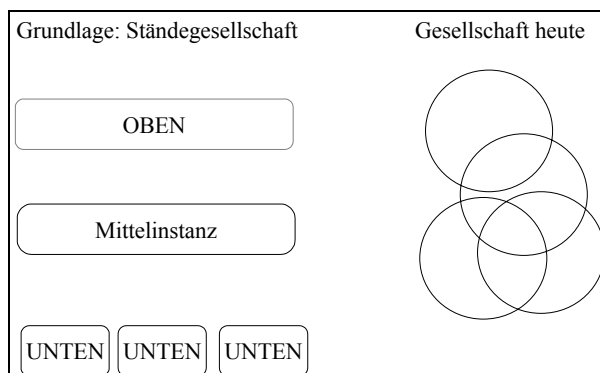 Grundlage: Ständegesellschaft
Gesellschaft heute
OBEN
Mittelinstanz
UNTEN UNTEN UNTEN